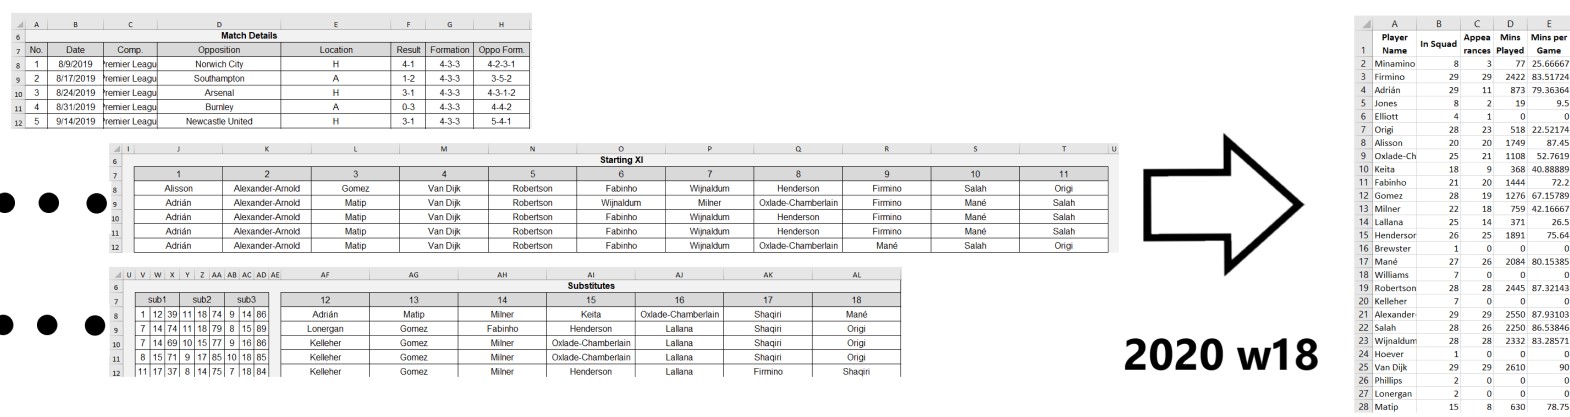 A B C D E F G H
6 Match Details
7 No. Date Comp. Opposition Location Result Formation Oppo Form.
8 1 8/9/2019 Premier Leagu Norwich City H 4-1 4-3-3 4-2-3-1
9 2 8/17/2019 Premier Leagu Southampton A 1-2 4-3-3 3-5-2
10 3 8/24/2019 Premier Leagu Arsenal H 3-1 4-3-3 4-3-1-2
11 4 8/31/2019 Premier Leagu Burnley A 0-3 4-3-3 4-4-2
12 5 9/14/2019 Premier Leagu Newcastle United H 3-1 4-3-3 5-4-1
I J K L M N O P Q R S T U
6 Starting XI
7 1 2 3 4 5 6 7 8 9 10 11
8 Alisson Alexander-Arnold Gomez Van Dijk Robertson Fabinho Wijnaldum Henderson Firmino Salah Origi
9 Adrián Alexander-Arnold Matip Van Dijk Robertson Wijnaldum Milner Oxlade-Chamberlain Firmino Mané Salah
10 Adrián Alexander-Arnold Matip Van Dijk Robertson Fabinho Wijnaldum Henderson Firmino Mané Salah
11 Adrián Alexander-Arnold Matip Van Dijk Robertson Fabinho Wijnaldum Henderson Firmino Mané Salah
12 Adrián Alexander-Arnold Matip Van Dijk Robertson Fabinho Wijnaldum Oxlade-Chamberlain Mané Salah Origi
U V W X Y Z AA AB AC AD AE AF AG AH AI AJ AK AL
6 Substitutes
7 sub1 sub2 sub3 12 13 14 15 16 17 18
8 1 12 39 11 18 74 9 14 86 Adrián Matip Milner Keita Oxlade-Chamberlain Shaqiri Mané
9 7 14 74 11 18 79 8 15 89 Lonergan Gomez Fabinho Henderson Lallana Shaqiri Origi
10 7 14 69 10 15 77 9 16 86 Kelleher Gomez Milner Oxlade-Chamberlain Lallana Shaqiri Origi
11 8 15 71 9 17 85 10 18 85 Kelleher Gomez Milner Oxlade-Chamberlain Lallana Shaqiri Origi
12 11 17 37 8 14 75 7 18 84 Kelleher Gomez Milner Henderson Lallana Firmino Shaqiri
2020 w18
A B C D E
Player Appea Mins Mins per
1 Name In Squad rances Played Game
2 Minamino 8 3 77 25.66667
3 Firmino 29 29 2422 83.51724
4 Adrián 29 11 873 79.36364
5 Jones 8 2 19 9.5
6 Elliott 4 1 0 0
7 Origi 28 23 518 22.52174
8 Alisson 20 20 1749 87.45
9 Oxlade-Ch 25 21 1108 52.7619
10 Keita 18 9 368 40.88889
11 Fabinho 21 20 1444 72.2
12 Gomez 28 19 1276 67.15789
13 Milner 22 18 759 42.16667
14 Lallana 25 14 371 26.5
15 Henderson 26 25 1891 75.64
16 Brewster 1 0 0 0
17 Mané 27 26 2084 80.15385
18 Williams 7 0 0 0
19 Robertson 28 28 2445 87.32143
20 Kelleher 7 0 0 0
21 Alexander- 29 29 2550 87.93103
22 Salah 28 26 2250 86.53846
23 Wijnaldum 28 28 2332 83.28571
24 Hoever 1 0 0 0
25 Van Dijk 29 29 2610 90
26 Phillips 2 0 0 0
27 Lonergan 2 0 0 0
28 Matip 15 8 630 78.75